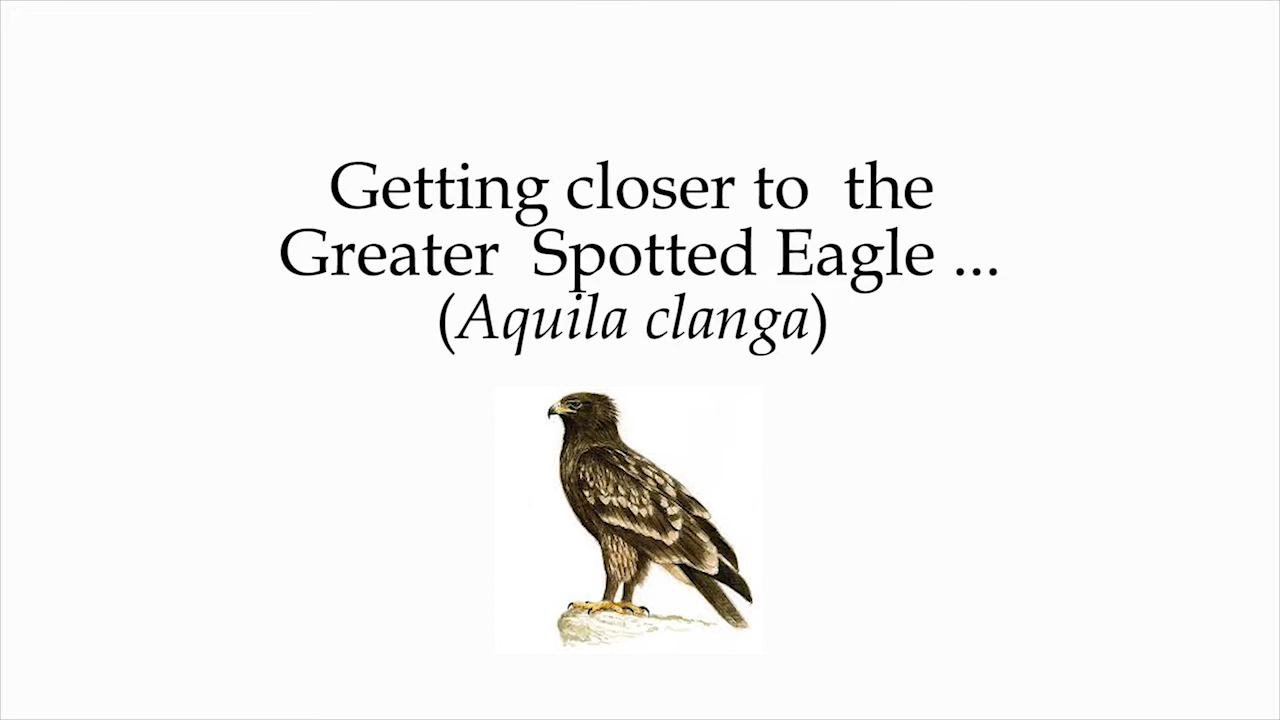 Getting closer to the
Greater Spotted Eagle ...
(Aquila clanga)